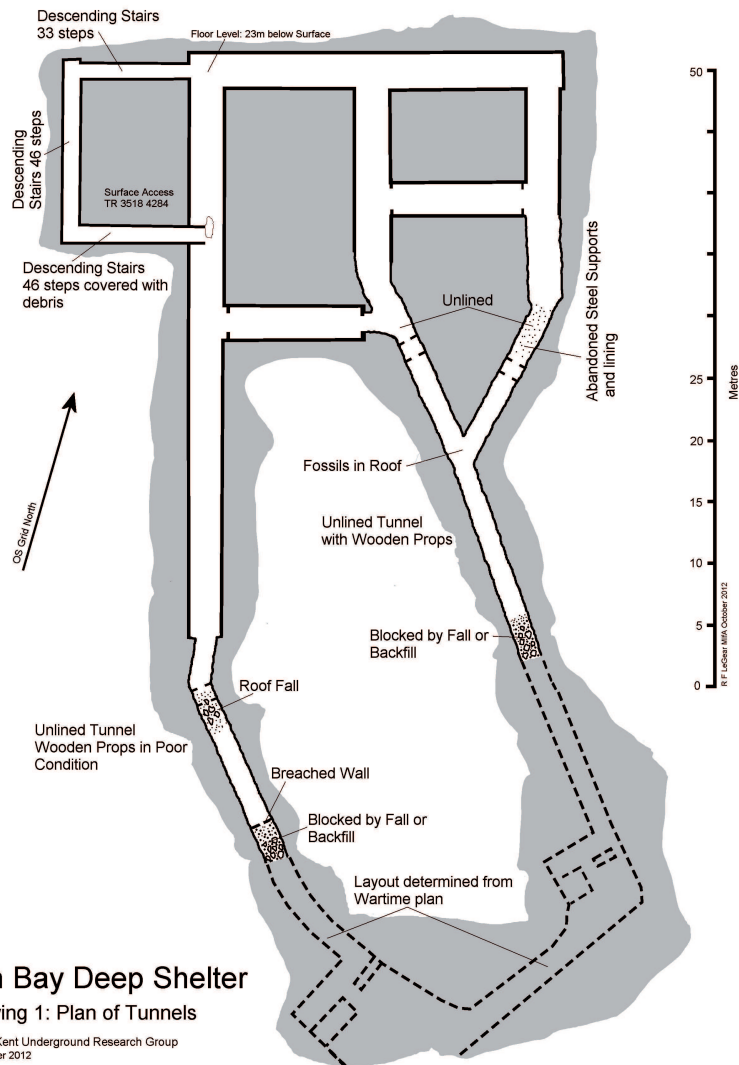 Descending Stairs
33 steps
Floor Level: 23m below Surface
Descending
Stairs 46 steps
Surface Access
TR 3518 4284
Descending Stairs
46 steps covered with
debris
Unlined
Abandoned Steel Supports
and lining
OS Grid North
Fossils in Roof
Unlined Tunnel
with Wooden Props
Blocked by Fall or
Backfill
Roof Fall
Unlined Tunnel
Wooden Props in Poor
Condition
Breached Wall
Blocked by Fall or
Backfill
Layout determined from
Wartime plan
50
25
20
15
10
5
0
Metres
R F LeGear MIfA October 2012
Bay Deep Shelter
1: Plan of Tunnels
Kent Underground Research Group
2012